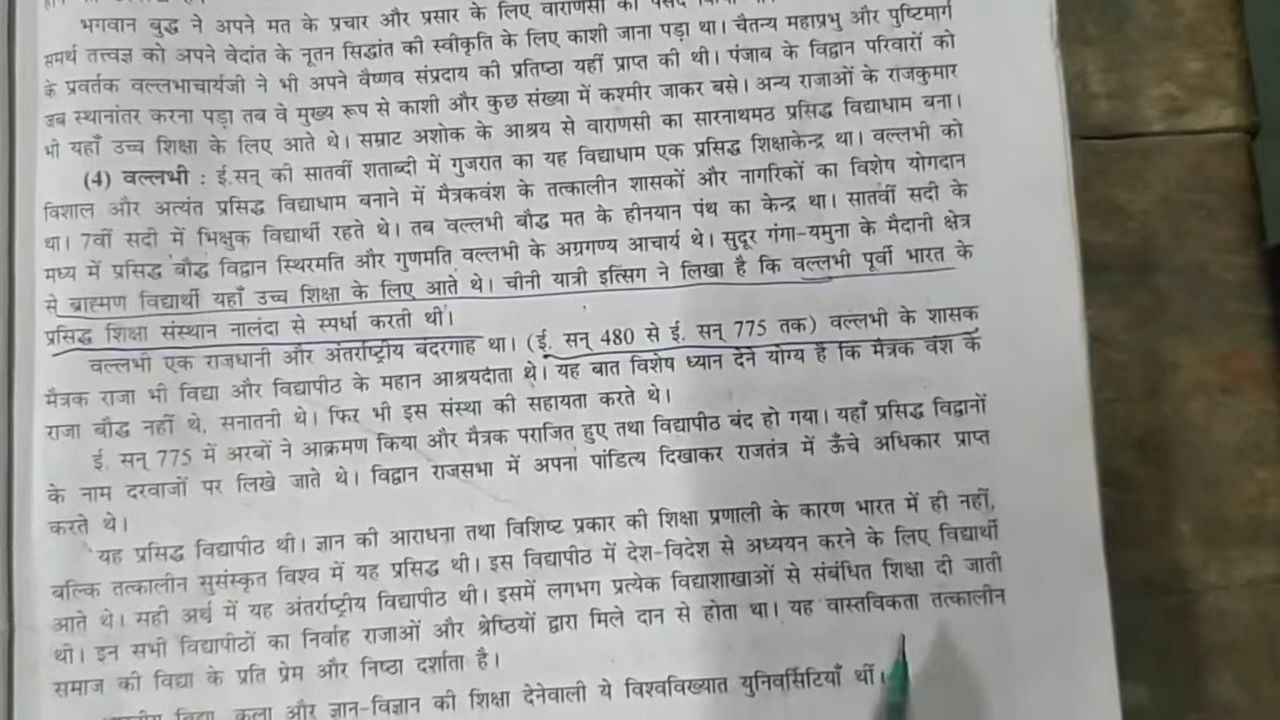 भगवान बुद्ध ने अपने मत के प्रचार और प्रसार के लिए वाराणसी को पसंद किया
समर्थ तत्त्वज्ञ को अपने वेदांत के नूतन सिद्धांत की स्वीकृति के लिए काशी जाना पड़ा था। चैतन्य महाप्रभु और पुष्टिमार्ग
के प्रवर्तक वल्लभाचार्यजी ने भी अपने वैष्णव संप्रदाय की प्रतिष्ठा यहीं प्राप्त की थी। पंजाब के विद्वान परिवारों को
जब स्थानांतर करना पड़ा तब वे मुख्य रूप से काशी और कुछ संख्या में कश्मीर जाकर बसे। अन्य राजाओं के राजकुमार
भी यहाँ उच्च शिक्षा के लिए आते थे। सम्राट अशोक के आश्रय से वाराणसी का सारनाथमठ प्रसिद्ध विद्याधाम बना।
(4) वल्लभी : ई.सन् की सातवीं शताब्दी में गुजरात का यह विद्याधाम एक प्रसिद्ध शिक्षाकेन्द्र था। वल्लभी को
विशाल और अत्यंत प्रसिद्ध विद्याधाम बनाने में मैत्रकवंश के तत्कालीन शासकों और नागरिकों का विशेष योगदान
था। 7वीं सदी में भिक्षुक विद्यार्थी रहते थे। तब वल्लभी बौद्ध मत के हीनयान पंथ का केन्द्र था। सातवीं सदी के
मध्य में प्रसिद्ध बौद्ध विद्वान स्थिरमति और गुणमति वल्लभी के अग्रगण्य आचार्य थे। सुदूर गंगा-यमुना के मैदानी क्षेत्र
से ब्राह्मण विद्यार्थी यहाँ उच्च शिक्षा के लिए आते थे। चीनी यात्री इत्सिंग ने लिखा है कि वल्लभी पूर्वी भारत के
प्रसिद्ध शिक्षा संस्थान नालंदा से स्पर्धा करती थी।
वल्लभी एक राजधानी और अंतर्राष्ट्रीय बंदरगाह था। (ई. सन् 480 से ई. सन् 775 तक) वल्लभी के शासक
मैत्रक राजा भी विद्या और विद्यापीठ के महान आश्रयदाता थे। यह बात विशेष ध्यान देने योग्य है कि मैत्रक वंश के
राजा बौद्ध नहीं थे, सनातनी थे। फिर भी इस संस्था की सहायता करते थे।
ई. सन् 775 में अरबों ने आक्रमण किया और मैत्रक पराजित हुए तथा विद्यापीठ बंद हो गया। यहाँ प्रसिद्ध विद्वानों
के नाम दरवाजों पर लिखे जाते थे। विद्वान राजसभा में अपना पांडित्य दिखाकर राजतंत्र में ऊँचे अधिकार प्राप्त
करते थे।
यह प्रसिद्ध विद्यापीठ थी। ज्ञान की आराधना तथा विशिष्ट प्रकार की शिक्षा प्रणाली के कारण भारत में ही नहीं,
बल्कि तत्कालीन सुसंस्कृत विश्व में यह प्रसिद्ध थी। इस विद्यापीठ में देश-विदेश से अध्ययन करने के लिए विद्यार्थी
आते थे। सही अर्थ में यह अंतर्राष्ट्रीय विद्यापीठ थी। इसमें लगभग प्रत्येक विद्याशाखाओं से संबंधित शिक्षा दी जाती
थी। इन सभी विद्यापीठों का निर्वाह राजाओं और श्रेष्ठियों द्वारा मिले दान से होता था। यह वास्तविकता तत्कालीन
समाज की विद्या के प्रति प्रेम और निष्ठा दर्शाता है।
विद्या, कला और ज्ञान-विज्ञान की शिक्षा देनेवाली ये विश्वविख्यात युनिवर्सिटियाँ थीं।